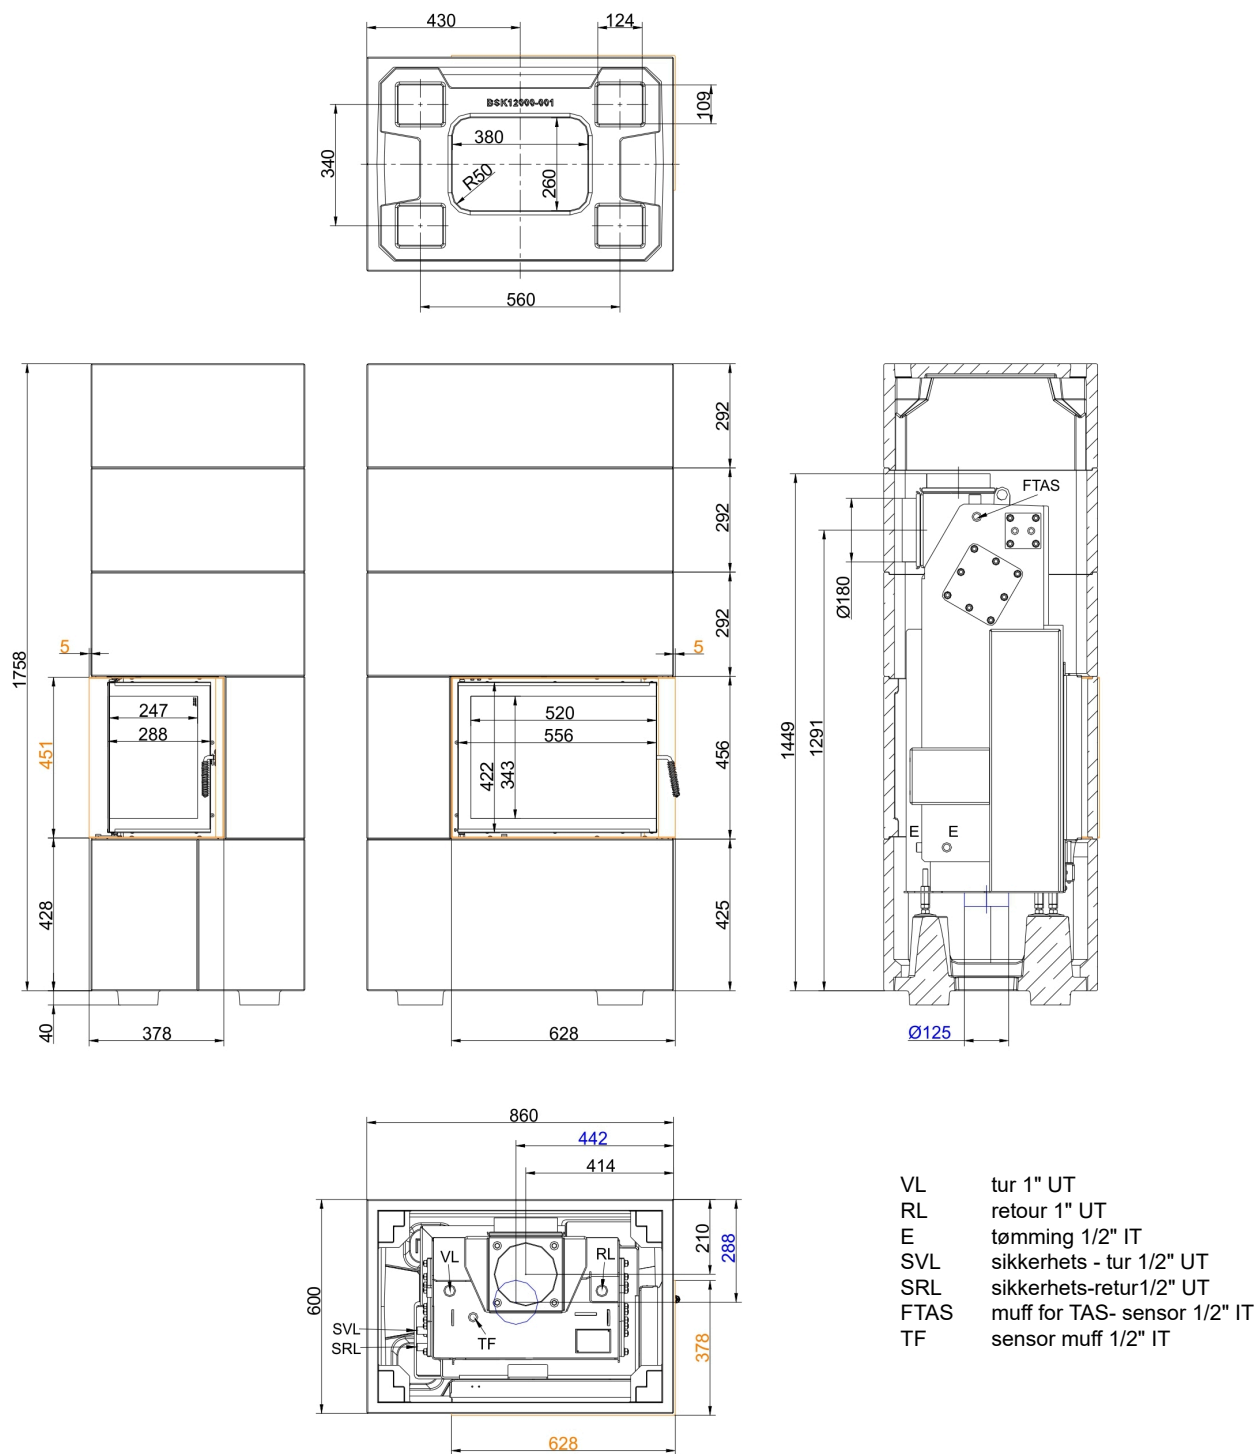 430
124
BSK12000-001
109
380
340
R50
260
560
292
FTAS
292
Ø180
292
1758
5
5
247
520
288
556
451
422
343
456
1449
1291
E
E
428
425
40
378
628
Ø125
860
442
414
VL
RL
210
288
600
SVL
SRL
TF
378
628
VL tur 1" UT
RL retour 1" UT
E tømming 1/2" IT
SVL sikkerhets - tur 1/2" UT
SRL sikkerhets-retur1/2" UT
FTAS muff for TAS- sensor 1/2" IT
TF sensor muff 1/2" IT